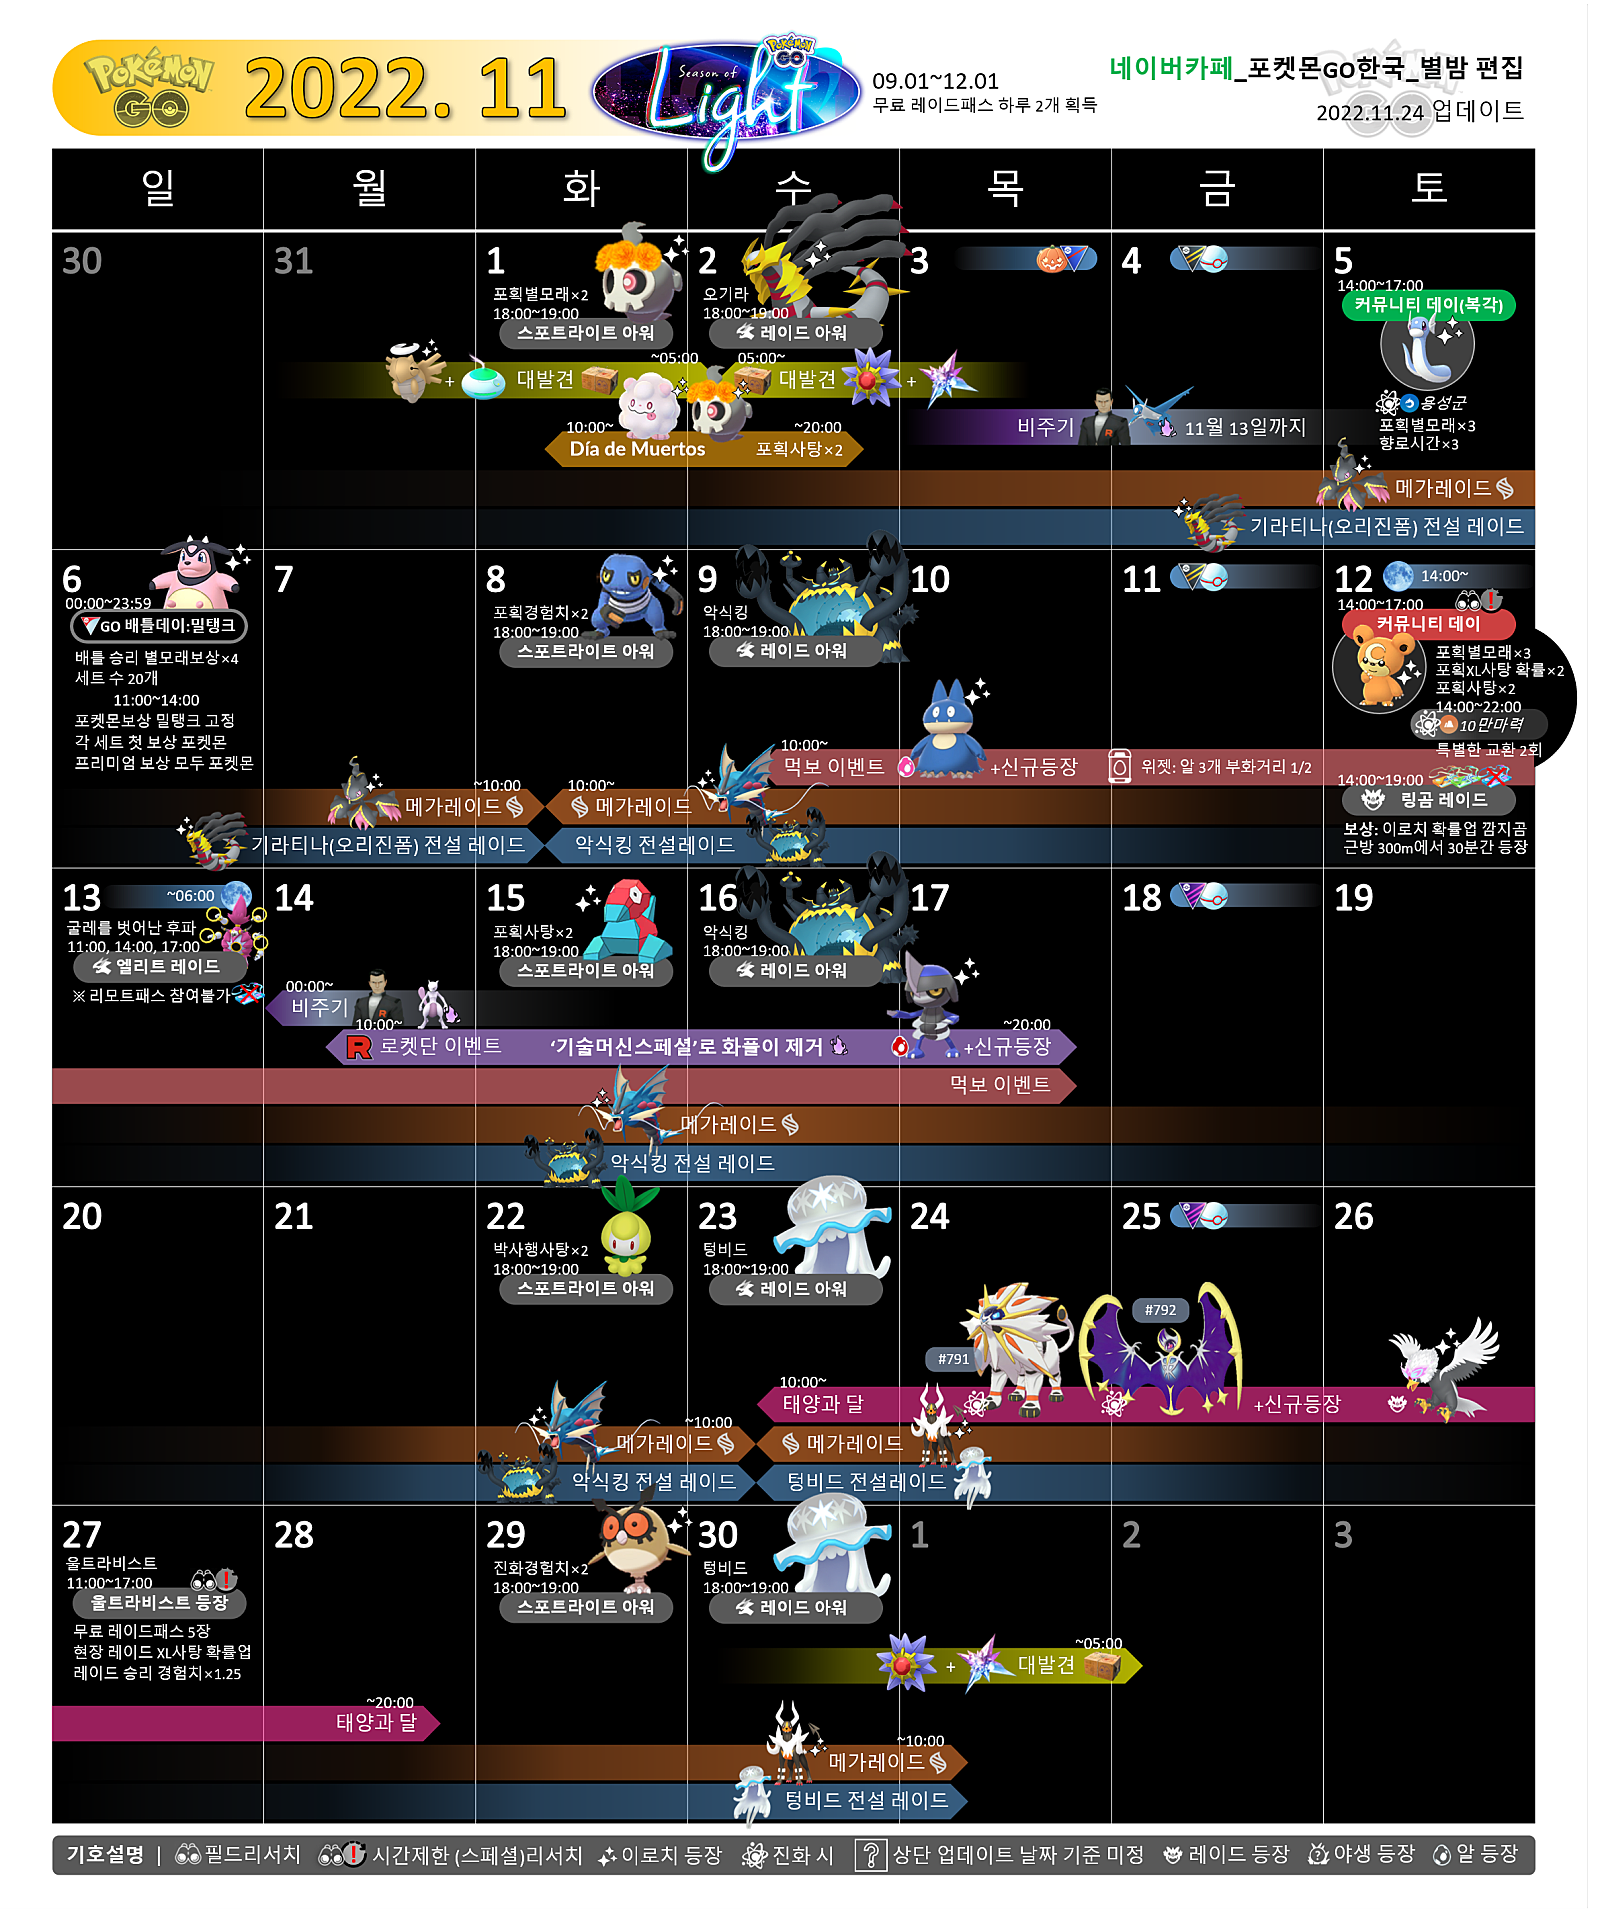 POKÉMON GO
2022. 11
Season of Light
POKÉMON GO
09.01~12.01
무료 레이드패스 하루 2개 획득
네이버카페_포켓몬GO한국_별밤 편집
2022.11.24 업데이트
일 월 화 수 목 금 토
30 31 1 2 3 4 5
포획별모래×2
18:00~19:00
스포트라이트 아워
오기라
18:00~19:00
레이드 아워
14:00~17:00
커뮤니티 데이(복각)
용성군
포획별모래×3
향로시간×3
+ 대발견 ~05:00
05:00~ 대발견 +
비주기 11월 13일까지
10:00~ ~20:00
Día de Muertos 포획사탕×2
메가레이드
기라티나(오리진폼) 전설 레이드
6 7 8 9 10 11 12
00:00~23:59
GO 배틀데이:밀탱크
배틀 승리 별모래보상×4
세트 수 20개
11:00~14:00
포켓몬보상 밀탱크 고정
각 세트 첫 보상 포켓몬
프리미엄 보상 모두 포켓몬
포획경험치×2
18:00~19:00
스포트라이트 아워
악식킹
18:00~19:00
레이드 아워
14:00~
14:00~17:00
커뮤니티 데이
포획별모래×3
포획XL사탕 확률×2
포획사탕×2
14:00~22:00
10만마력
특별한 교환 2회
14:00~19:00
링곰 레이드
보상: 이로치 확률업 깜지곰
근방 300m에서 30분간 등장
10:00~
먹보 이벤트 +신규등장 위젯: 알 3개 부화거리 1/2
메가레이드 ~10:00
10:00~ 메가레이드
기라티나(오리진폼) 전설 레이드
악식킹 전설레이드
13 14 15 16 17 18 19
~06:00
굴레를 벗어난 후파
11:00, 14:00, 17:00
엘리트 레이드
※ 리모트패스 참여불가
포획사탕×2
18:00~19:00
스포트라이트 아워
악식킹
18:00~19:00
레이드 아워
00:00~
비주기
10:00~ ~20:00
R 로켓단 이벤트 ‘기술머신스페셜’로 화풀이 제거 +신규등장
먹보 이벤트
메가레이드
악식킹 전설 레이드
20 21 22 23 24 25 26
박사행사탕×2
18:00~19:00
스포트라이트 아워
텅비드
18:00~19:00
레이드 아워
#791
#792
10:00~
태양과 달 +신규등장
메가레이드 ~10:00
메가레이드
악식킹 전설 레이드
텅비드 전설레이드
27 28 29 30 1 2 3
울트라비스트
11:00~17:00
울트라비스트 등장
무료 레이드패스 5장
현장 레이드 XL사탕 확률업
레이드 승리 경험치×1.25
진화경험치×2
18:00~19:00
스포트라이트 아워
텅비드
18:00~19:00
레이드 아워
+ 대발견 ~05:00
~20:00
태양과 달
~10:00
메가레이드
텅비드 전설 레이드
기호설명 | 필드리서치 시간제한 (스페셜)리서치 이로치 등장 진화 시 ? 상단 업데이트 날짜 기준 미정 레이드 등장 야생 등장 알 등장